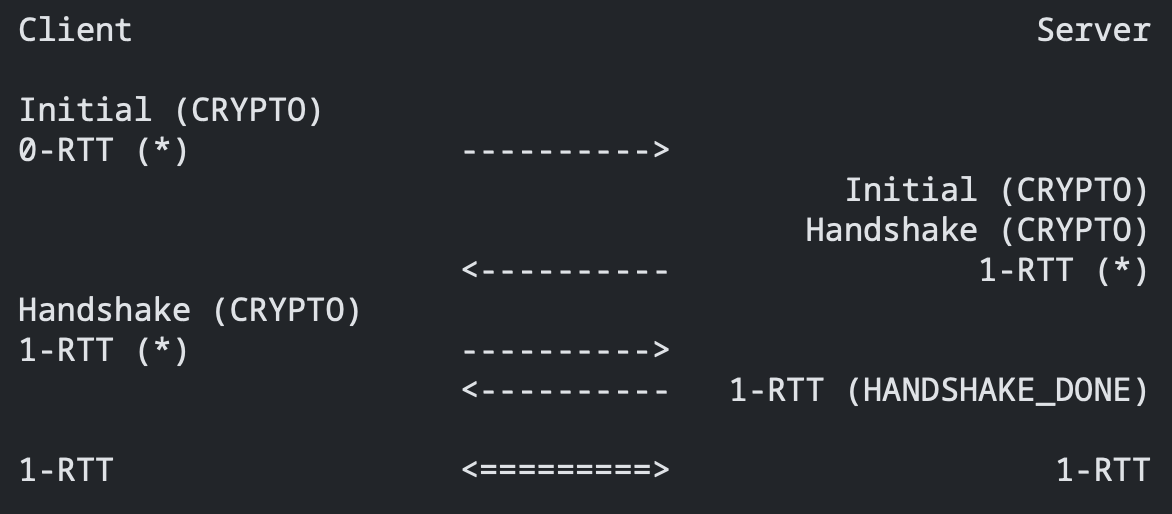 Client                                    Server

Initial (CRYPTO)
0-RTT (*)              ---------->
                                Initial (CRYPTO)
                              Handshake (CRYPTO)
                       <----------       1-RTT (*)
Handshake (CRYPTO)
1-RTT (*)              ---------->
                       <----------   1-RTT (HANDSHAKE_DONE)

1-RTT                  <=========>         1-RTT